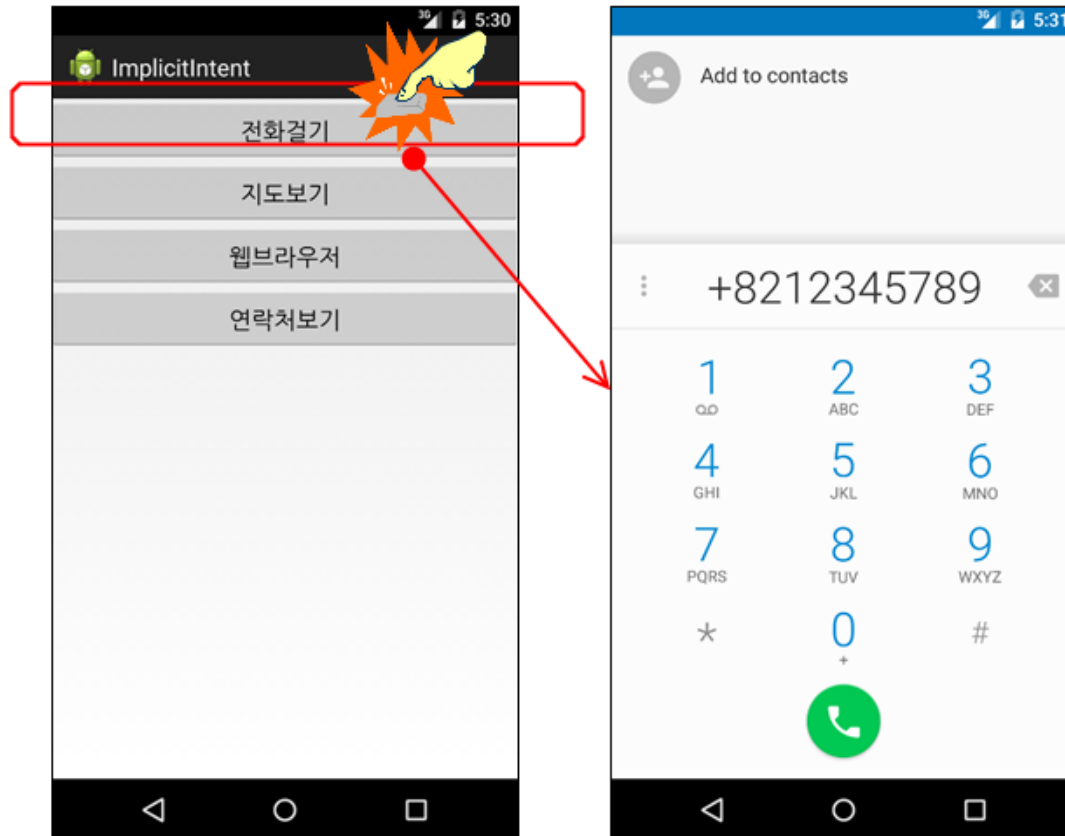 3G 5:30
ImplicitIntent
전화걸기
지도보기
웹브라우저
연락처보기
3G 5:31
Add to contacts
+8212345789
1 2 3
ABC DEF
4 5 6
GHI JKL MNO
7 8 9
PQRS TUV WXYZ
* 0 #
+